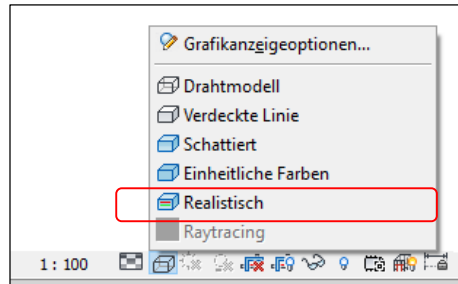 Grafikanzeigeoptionen...
Drahtmodell
Verdeckte Linie
Schattiert
Einheitliche Farben
Realistisch
Raytracing
1 : 100